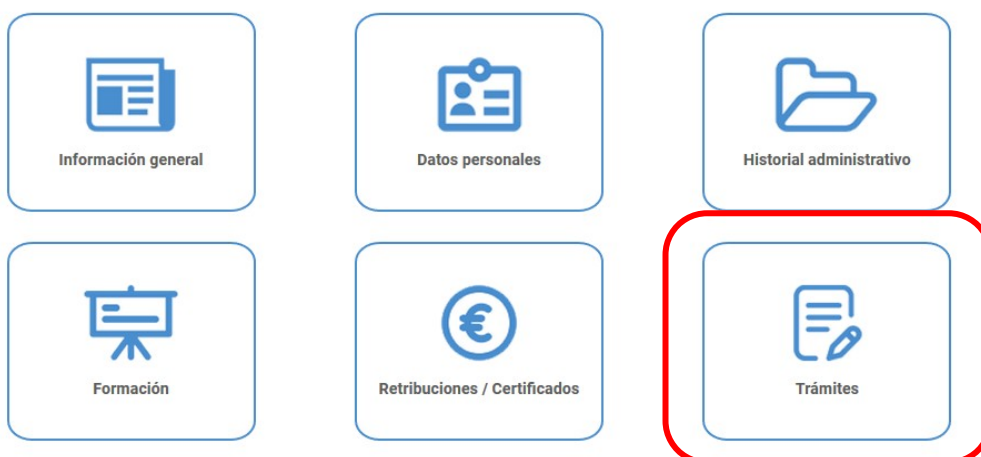 Información general
Datos personales
Historial administrativo
Formación
Retribuciones / Certificados
Trámites